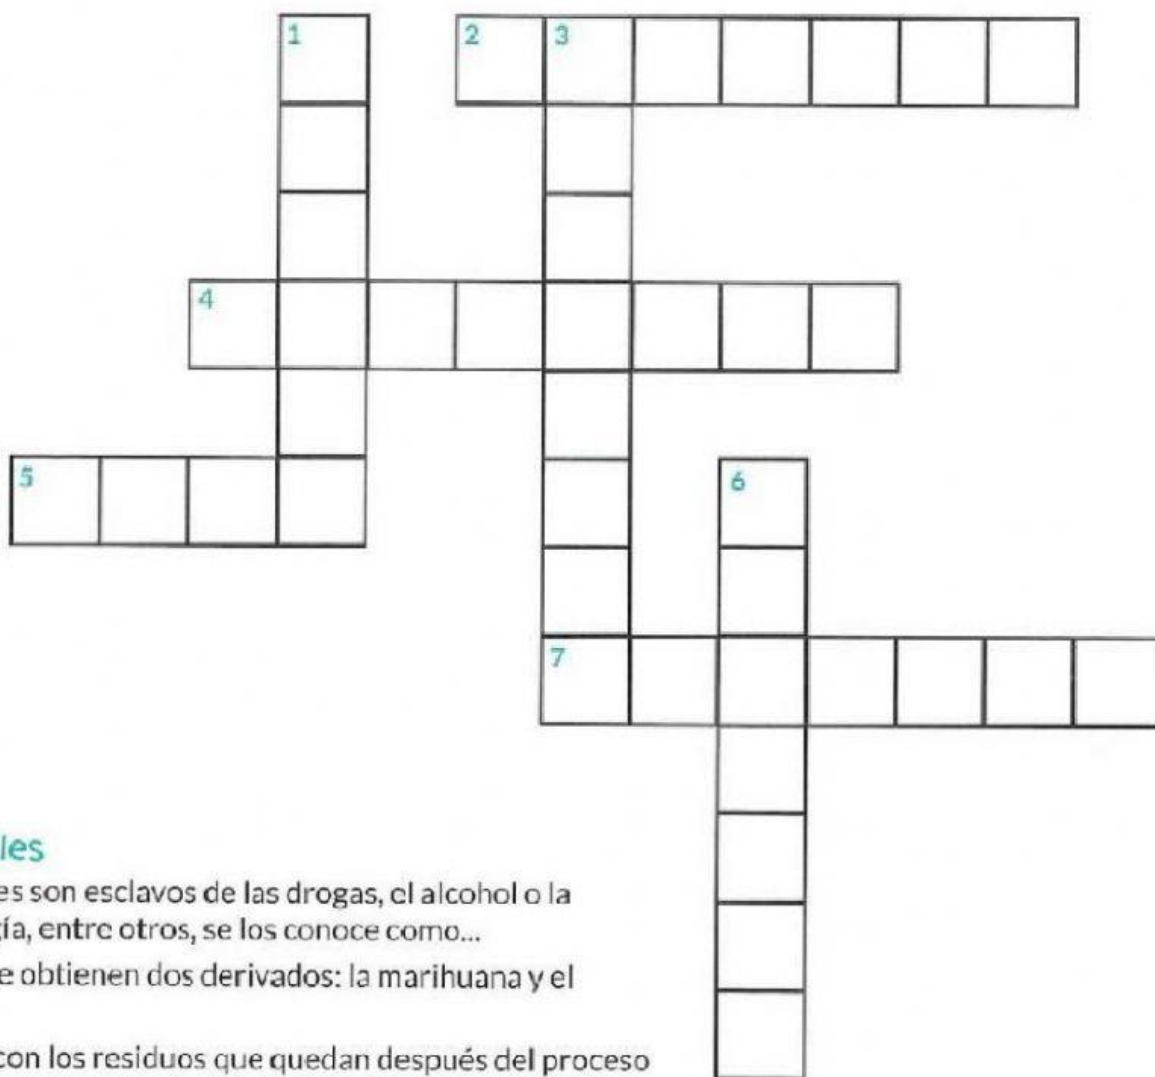 1
2
3
4
5
6
7
les
es son esclavos de las drogas, el alcohol o la
gía, entre otros, se los conoce como...
e obtienen dos derivados: la marihuana y el
con los residuos que quedan después del proceso